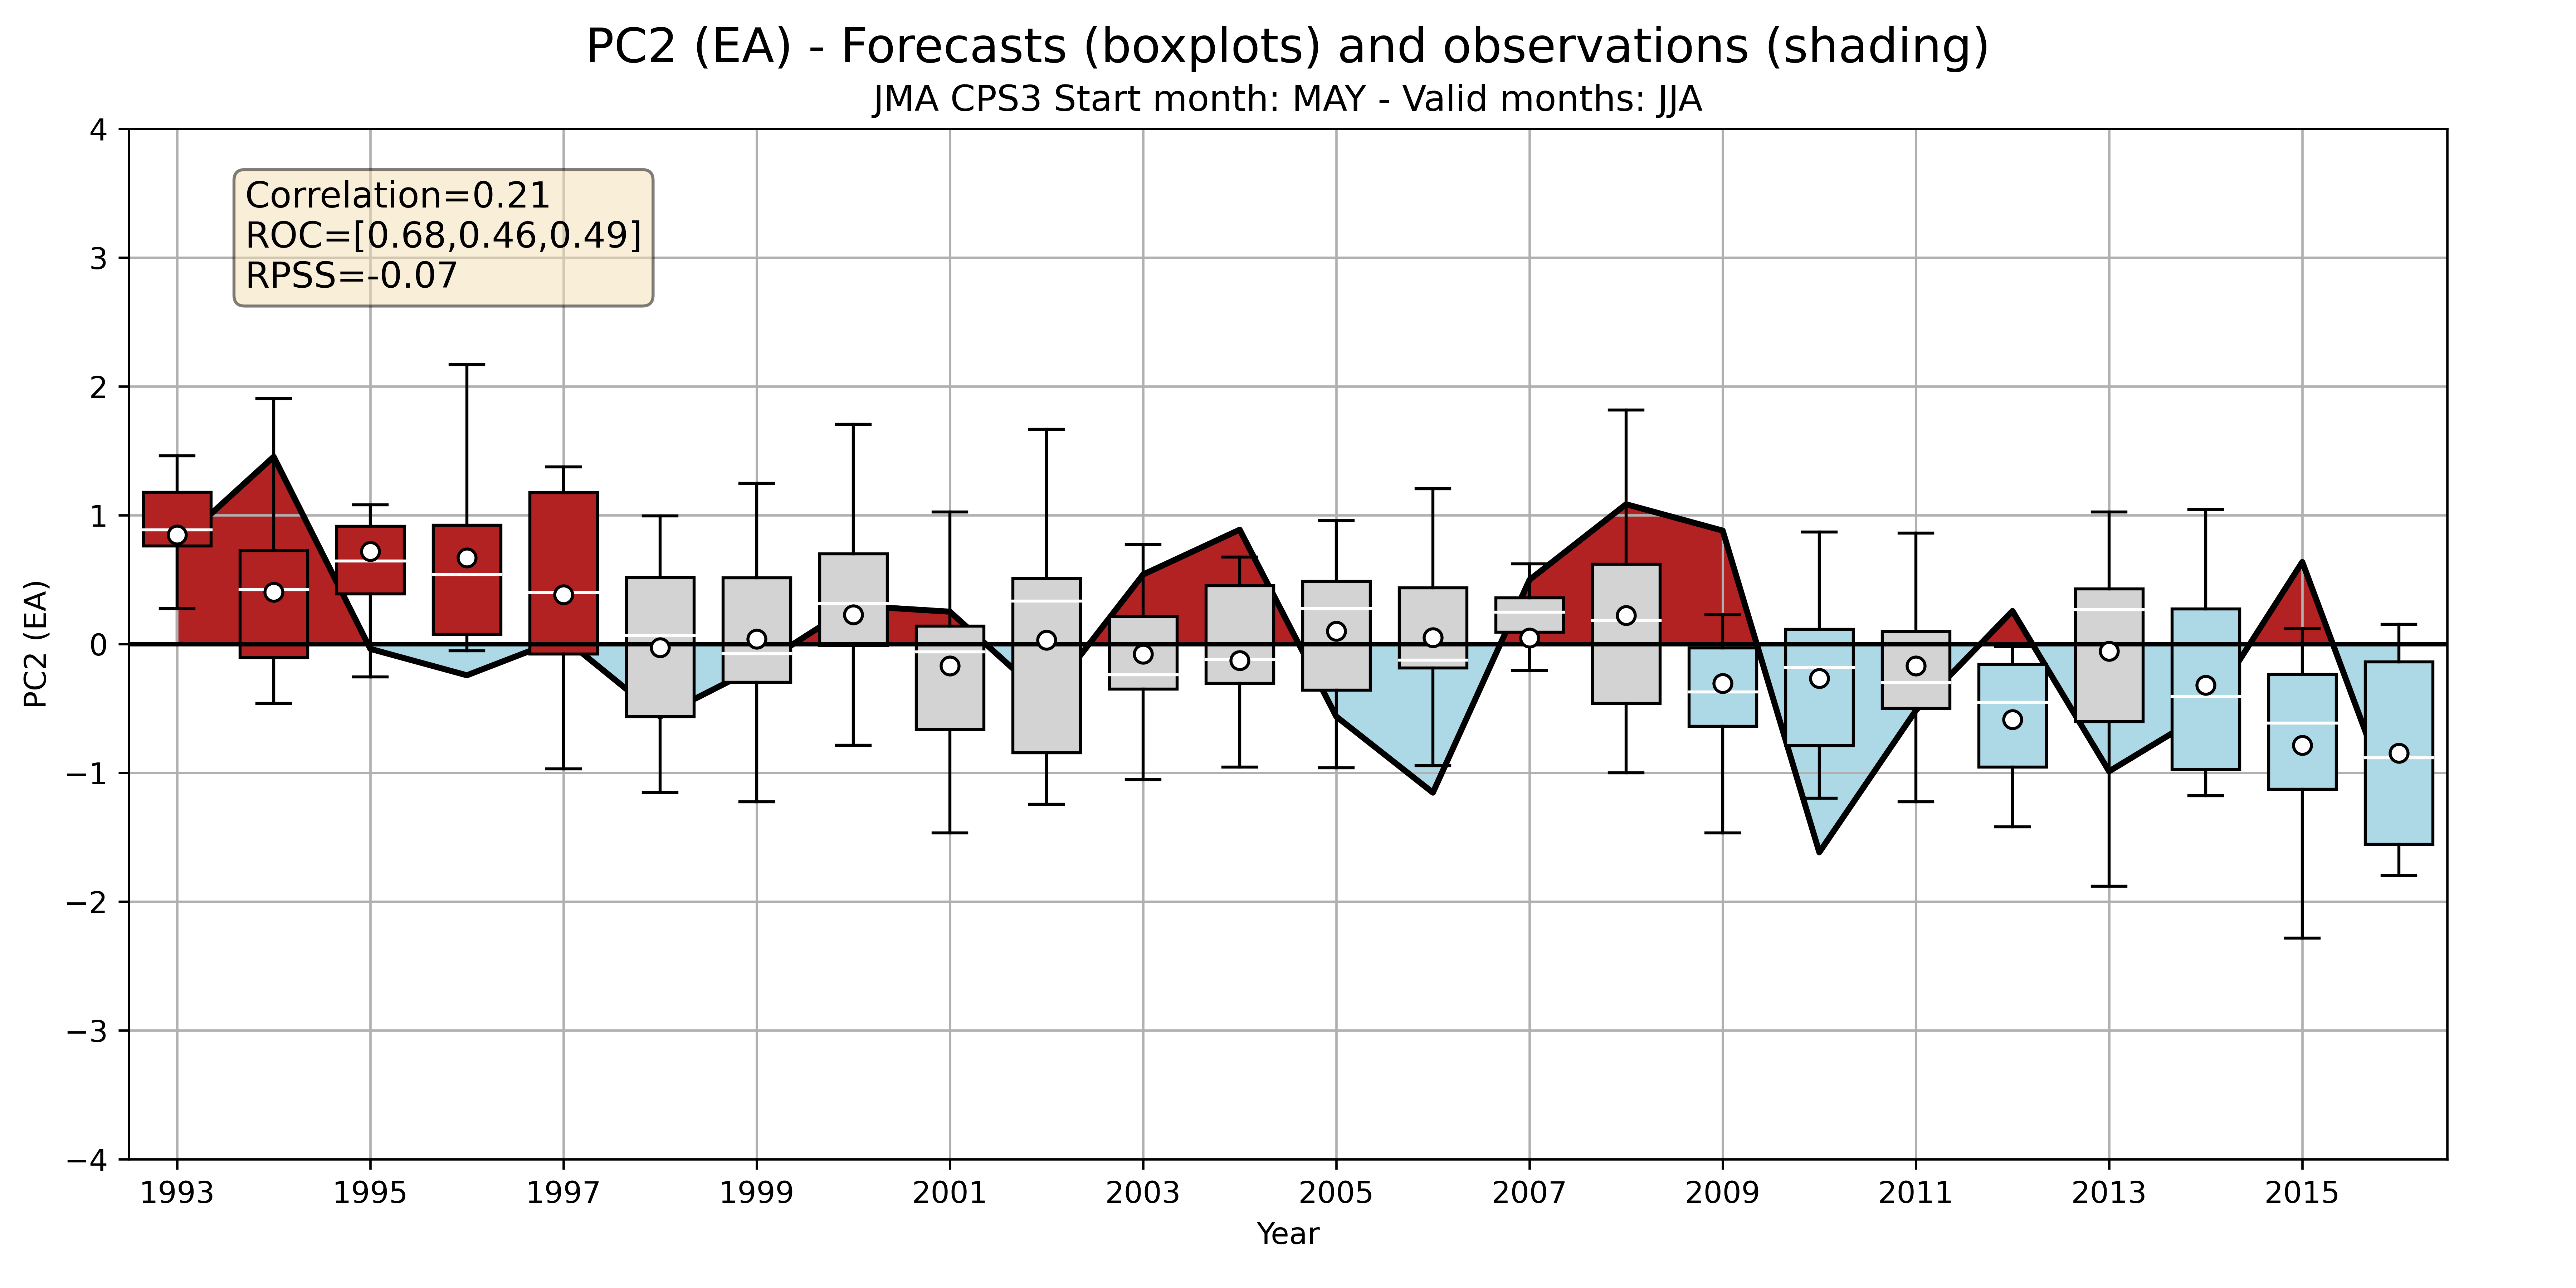 PC2 (EA) - Forecasts (boxplots) and observations (shading)
JMA CPS3 Start month: MAY - Valid months: JJA
Correlation=0.21
ROC=[0.68,0.46,0.49]
RPSS=-0.07
PC2 (EA)
4
3
2
1
0
−1
−2
−3
−4
1993 1995 1997 1999 2001 2003 2005 2007 2009 2011 2013 2015
Year